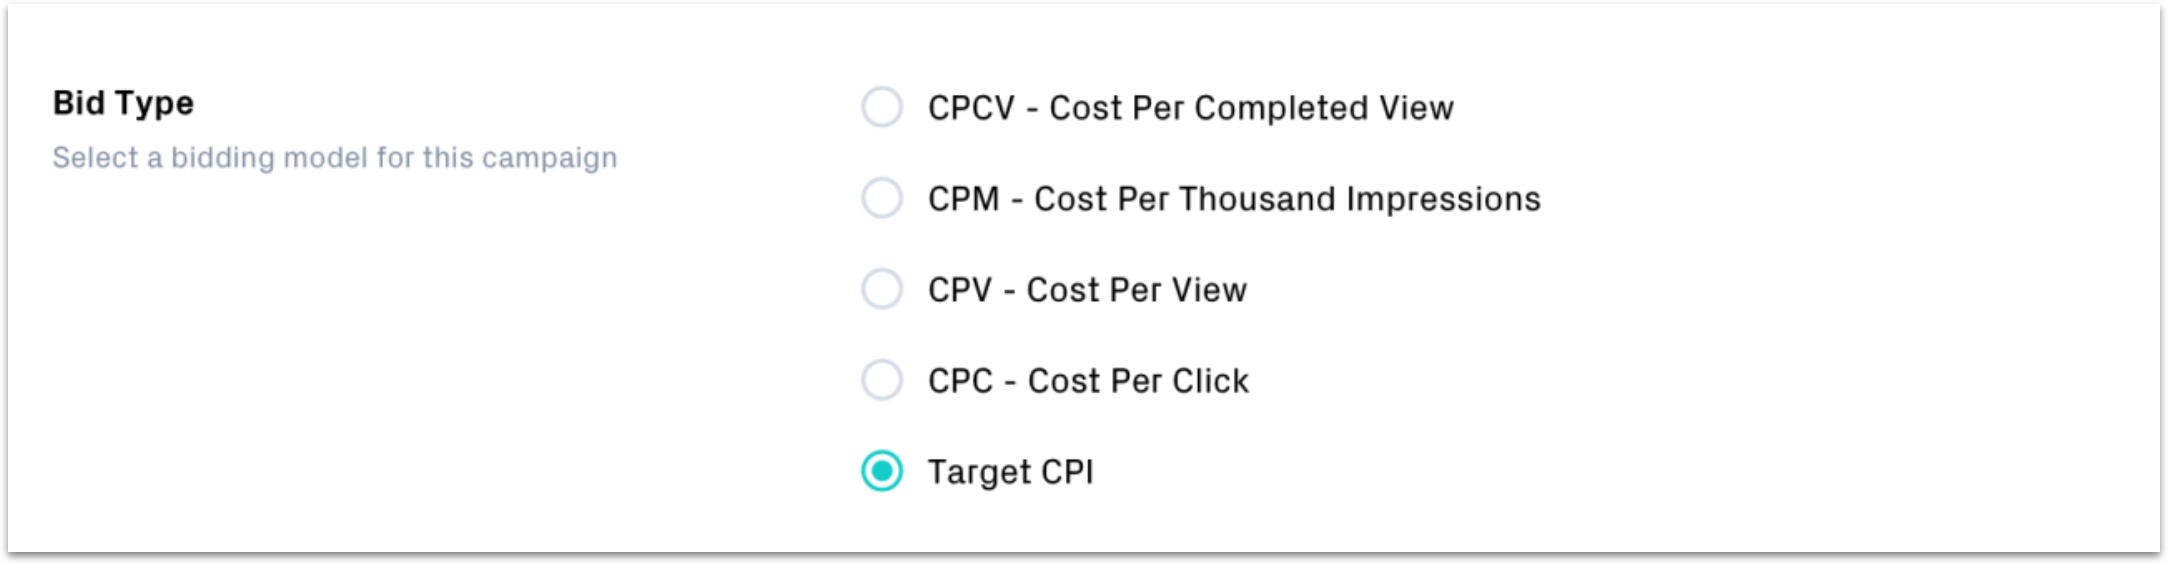 Bid Type
Select a bidding model for this campaign
CPCV - Cost Per Completed View
CPM - Cost Per Thousand Impressions
CPV - Cost Per View
CPC - Cost Per Click
Target CPI